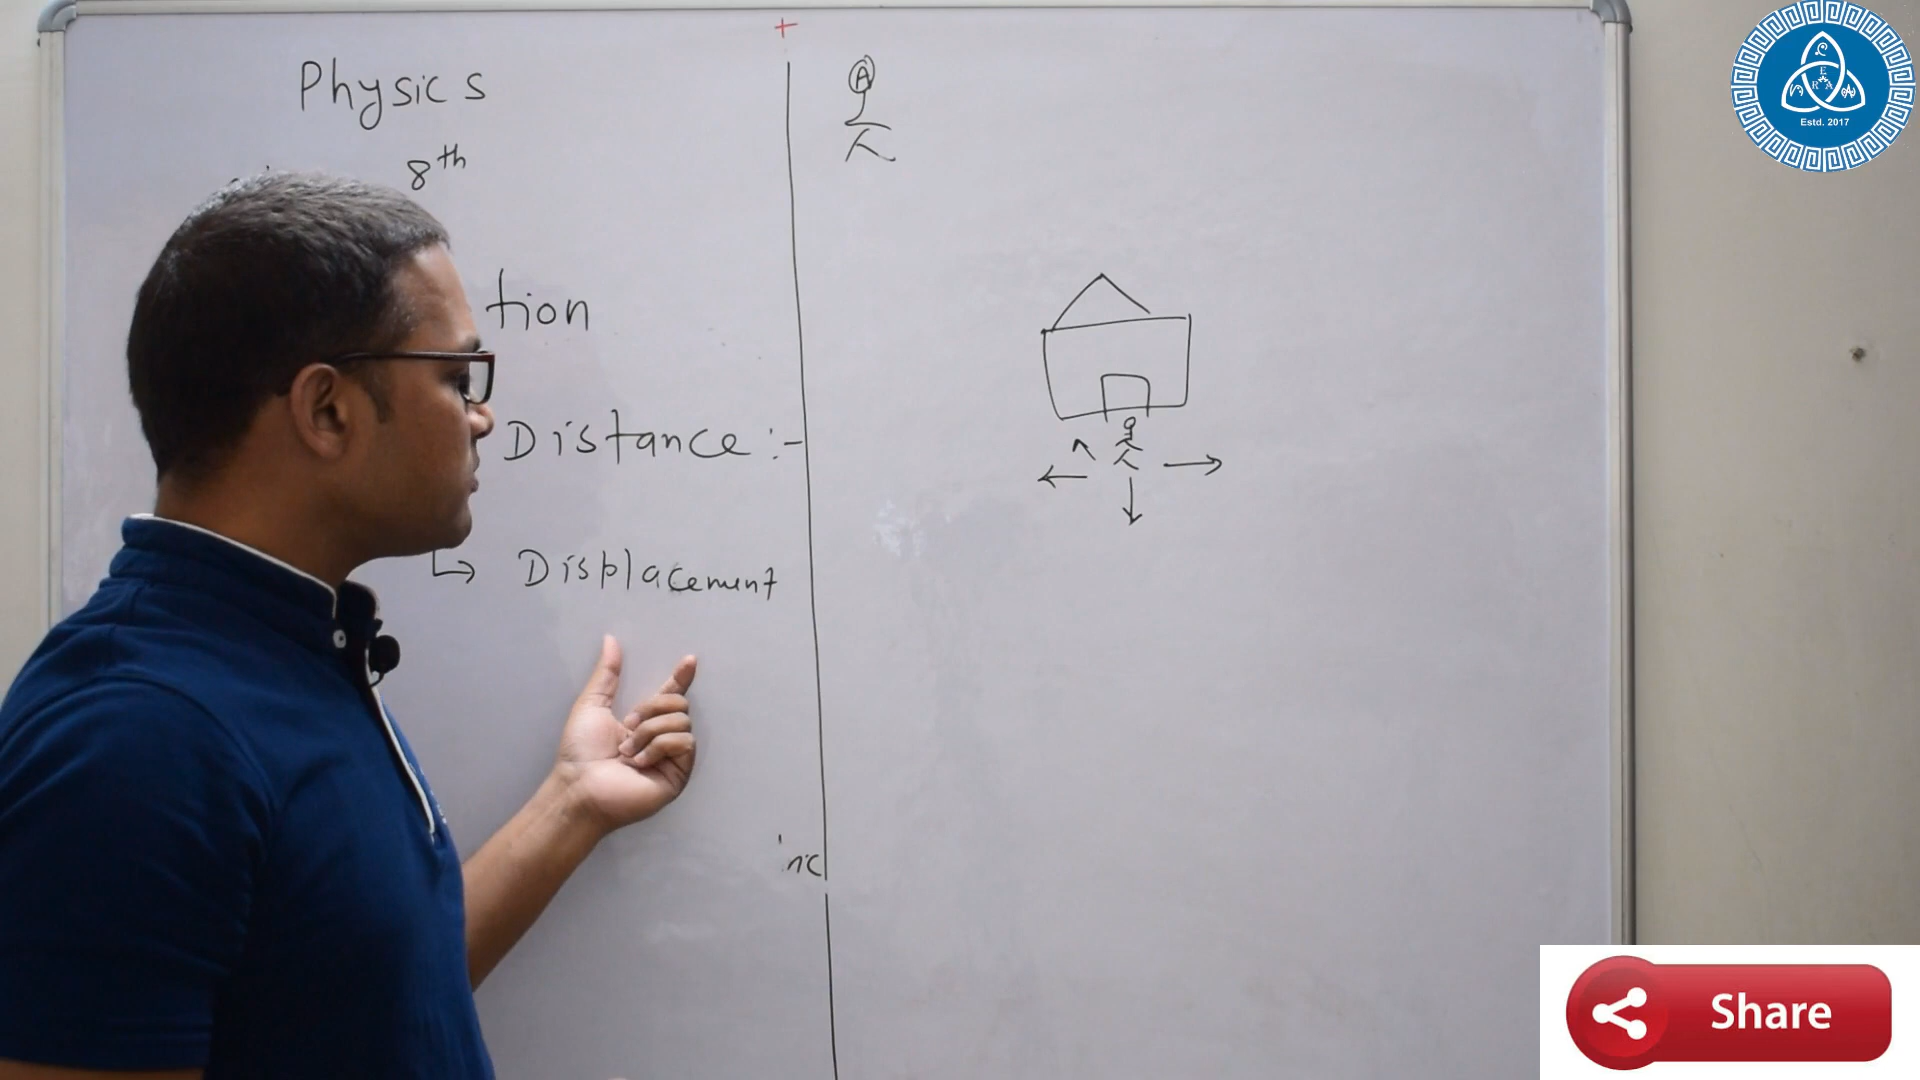 Physics
8th
tion
Distance :-
Displacement
A
Estd. 2017
Share